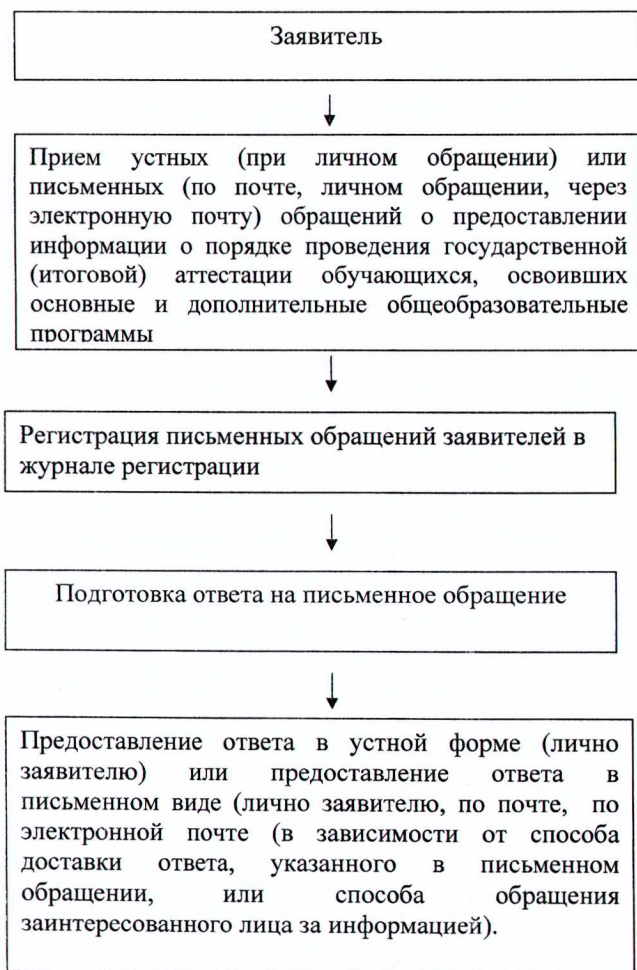 Заявитель
Прием устных (при личном обращении) или
письменных (по почте, личном обращении, через
электронную почту) обращений о предоставлении
информации о порядке проведения государственной
(итоговой) аттестации обучающихся, освоивших
основные и дополнительные общеобразовательные
программы
Регистрация письменных обращений заявителей в
журнале регистрации
Подготовка ответа на письменное обращение
Предоставление ответа в устной форме (лично
заявителю) или предоставление ответа в
письменном виде (лично заявителю, по почте, по
электронной почте (в зависимости от способа
доставки ответа, указанного в письменном
обращении, или способа обращения
заинтересованного лица за информацией).